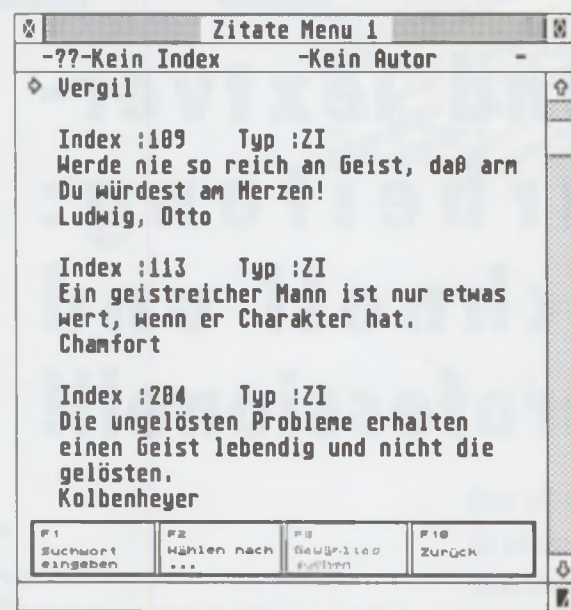 Zitate Menu 1
-??-Kein Index -Kein Autor -
Vergil
Index :109 Typ :ZI
Werde nie so reich an Geist, daß arm
Du würdest am Herzen!
Ludwig, Otto
Index :113 Typ :ZI
Ein geistreicher Mann ist nur etwas
wert, wenn er Charakter hat.
Chamfort
Index :204 Typ :ZI
Die ungelösten Probleme erhalten
einen Geist lebendig und nicht die
gelösten.
Kolbenheyer
F1 Suchwort eingeben
F2 Wählen nach ...
F10 Zurück